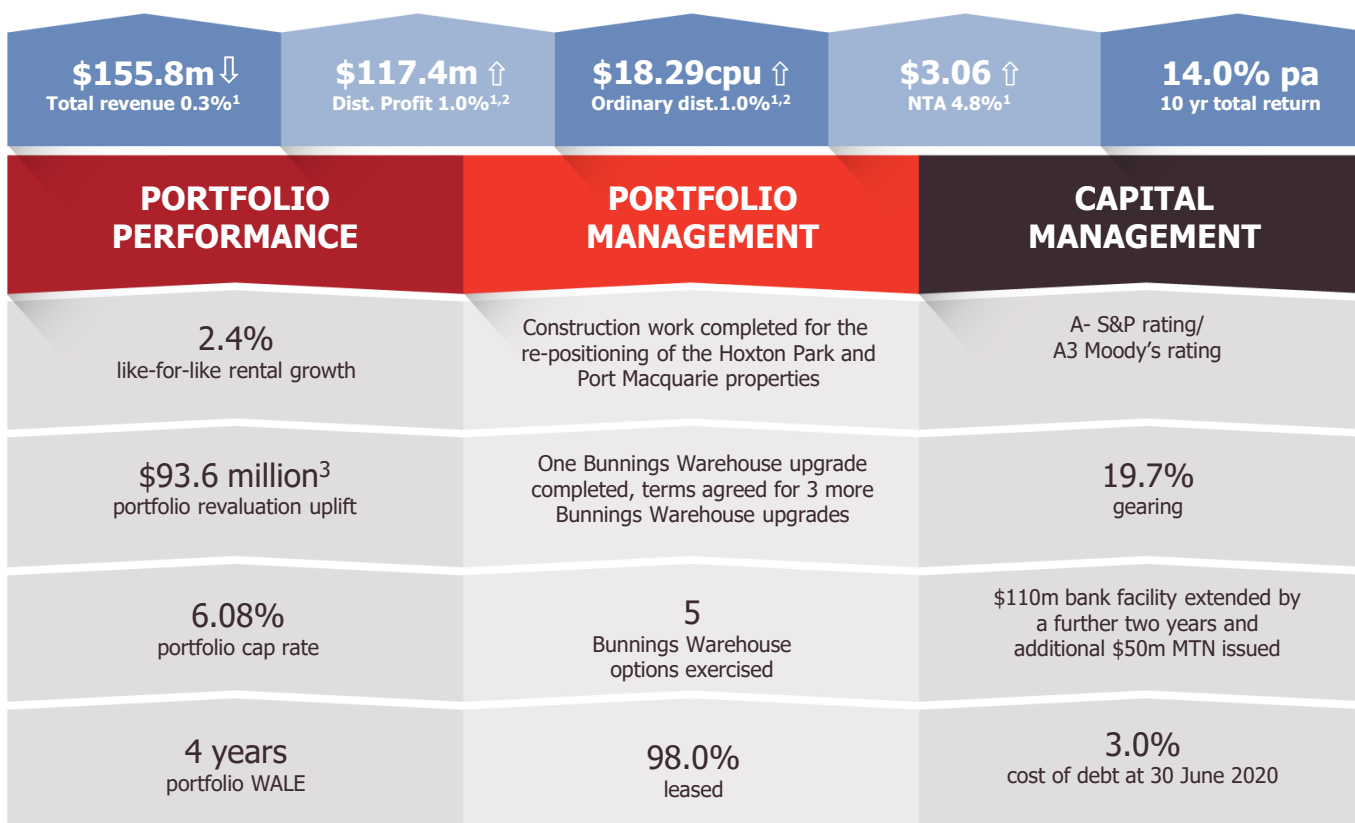 $155.8m⇩
Total revenue 0.3%¹
$117.4m ⇧
Dist. Profit 1.0%¹,²
$18.29cpu ⇧
Ordinary dist.1.0%¹,²
$3.06 ⇧
NTA 4.8%¹
14.0% pa
10 yr total return
PORTFOLIO
PERFORMANCE
2.4%
like-for-like rental growth
$93.6 million³
portfolio revaluation uplift
6.08%
portfolio cap rate
4 years
portfolio WALE
PORTFOLIO
MANAGEMENT
Construction work completed for the
re-positioning of the Hoxton Park and
Port Macquarie properties
One Bunnings Warehouse upgrade
completed, terms agreed for 3 more
Bunnings Warehouse upgrades
5
Bunnings Warehouse
options exercised
98.0%
leased
CAPITAL
MANAGEMENT
A- S&P rating/
A3 Moody’s rating
19.7%
gearing
$110m bank facility extended by
a further two years and
additional $50m MTN issued
3.0%
cost of debt at 30 June 2020